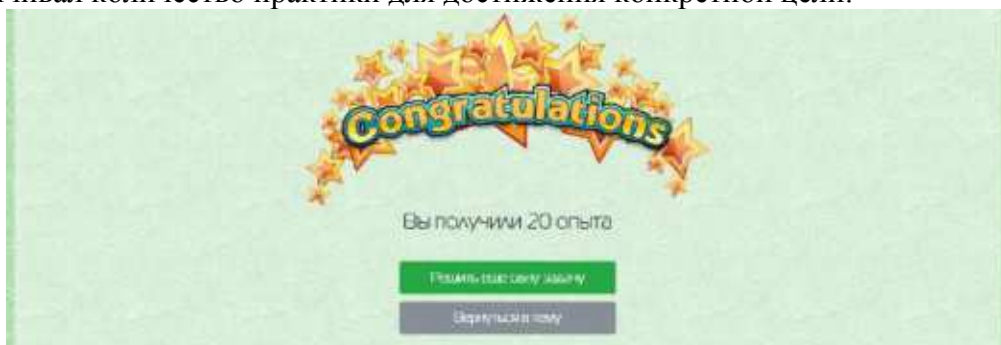 количество практики для достижения конкретной цели.
Congratulations
Вы получили 20 опыта
Решить еще одну задачу
Вернуться в тему